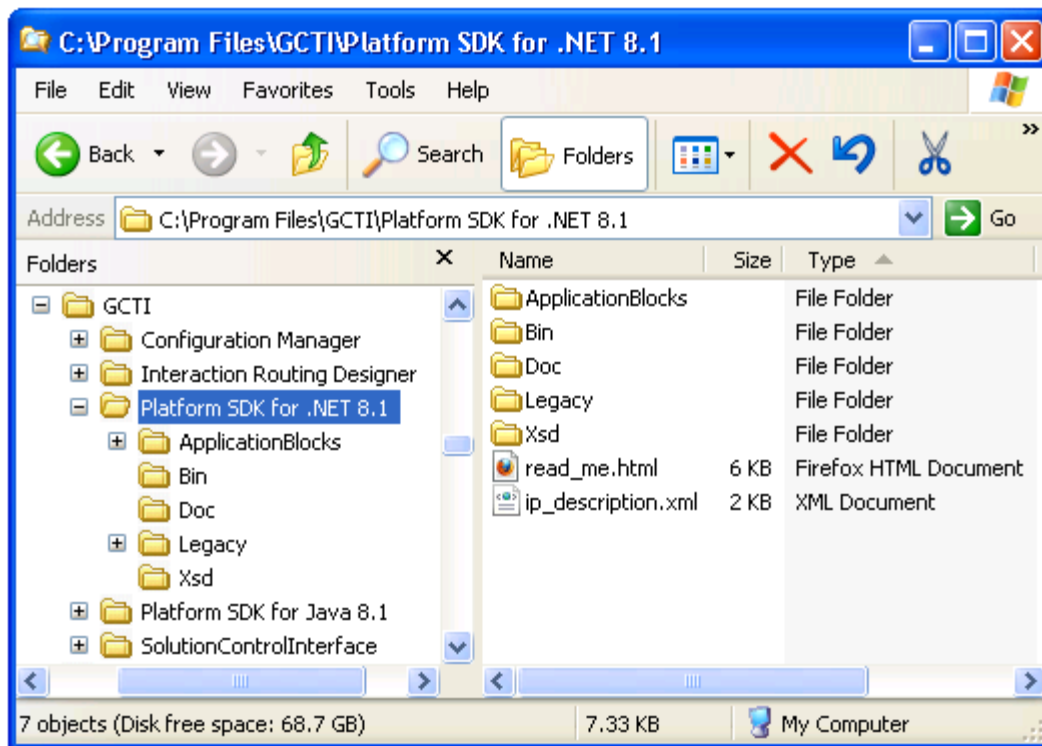 C:\Program Files\GCTI\Platform SDK for .NET 8.1
File Edit View Favorites Tools Help
Back Search Folders »
Address C:\Program Files\GCTI\Platform SDK for .NET 8.1 Go
Folders
GCTI
Configuration Manager
Interaction Routing Designer
Platform SDK for .NET 8.1
ApplicationBlocks
Bin
Doc
Legacy
Xsd
Platform SDK for Java 8.1
SolutionControlInterface
Name Size Type
ApplicationBlocks File Folder
Bin File Folder
Doc File Folder
Legacy File Folder
Xsd File Folder
read_me.html 6 KB Firefox HTML Document
ip_description.xml 2 KB XML Document
7 objects (Disk free space: 68.7 GB) 7.33 KB My Computer